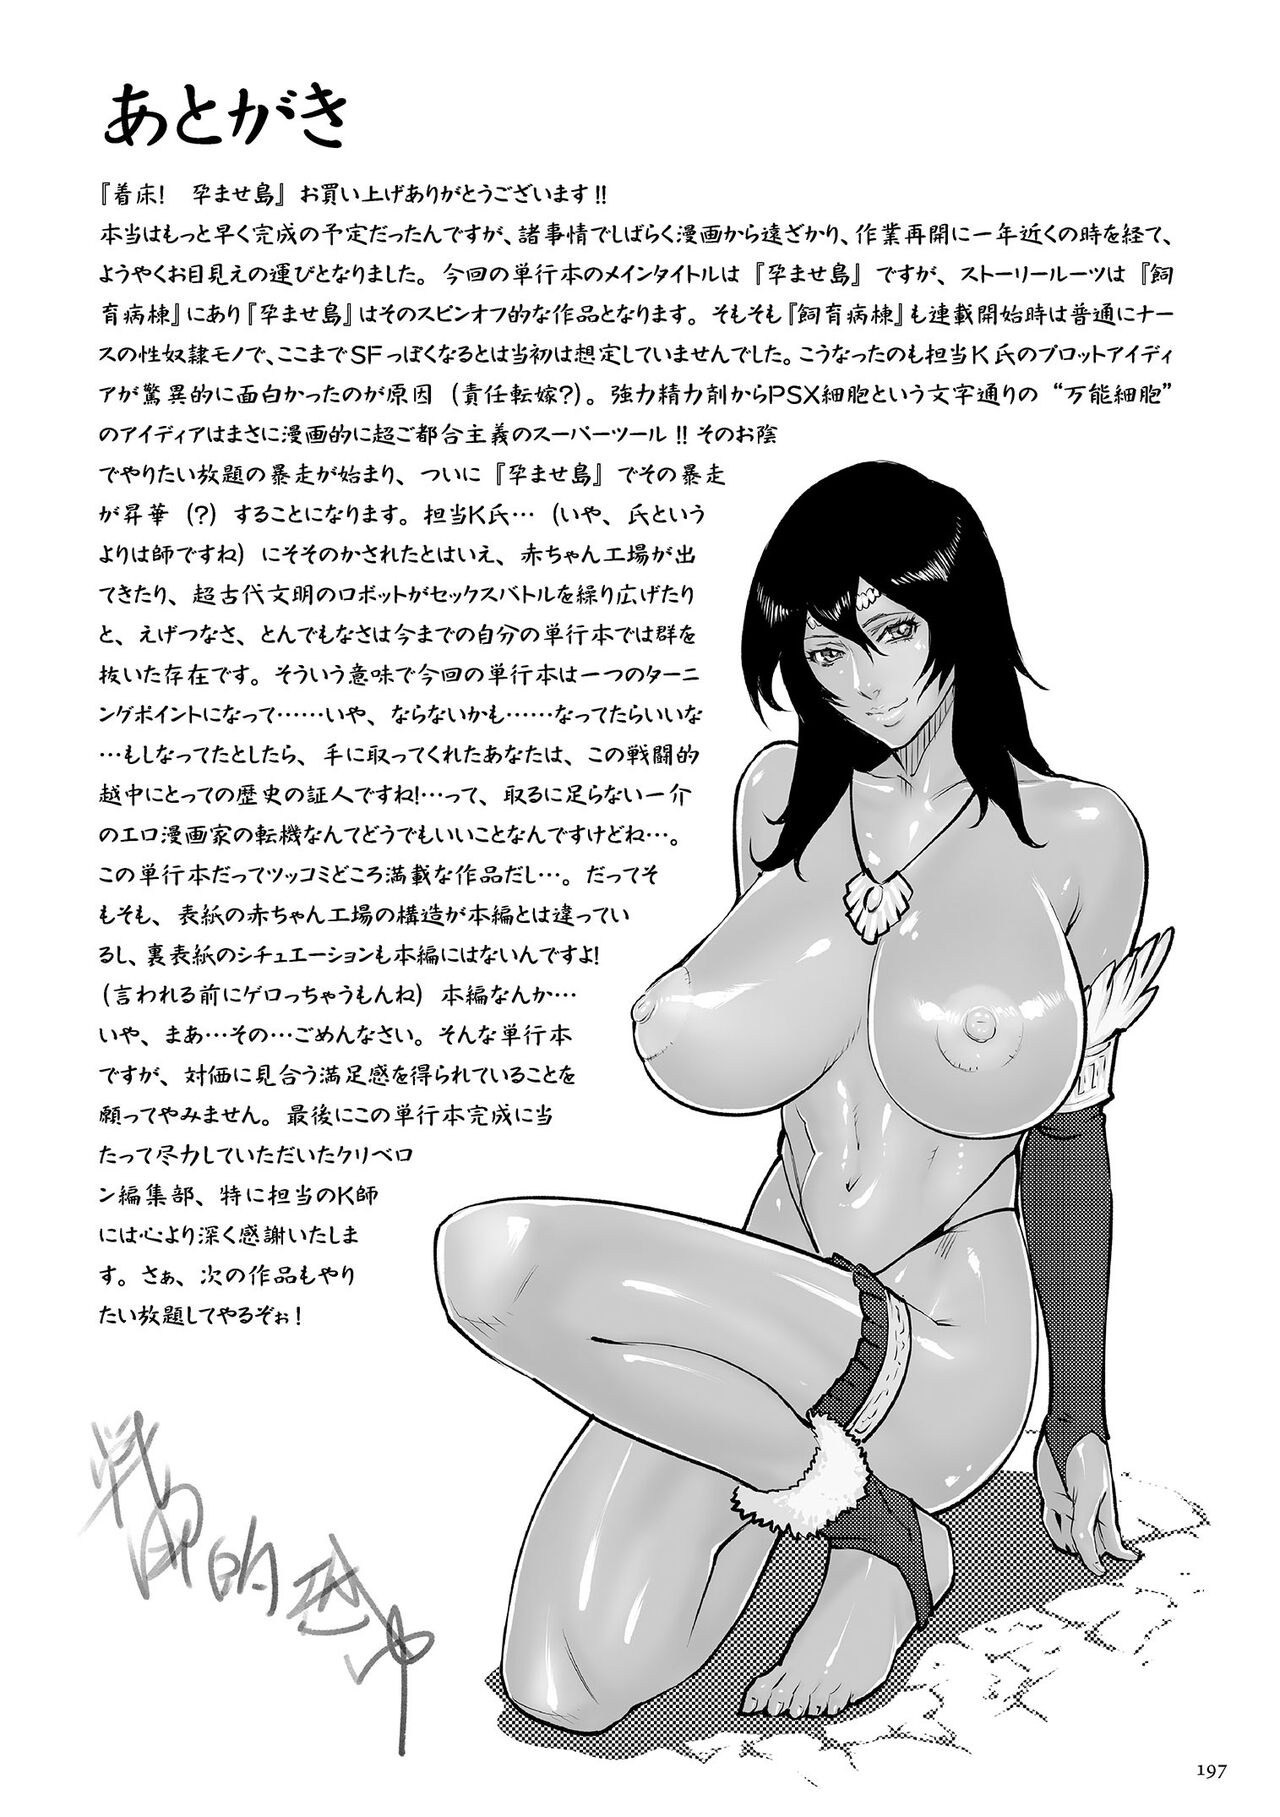 あとがき
『着床!　孕ませ島』お買い上げありがとうございます!!
本当はもっと早く完成の予定だったんですが、諸事情でしばらく漫画から遠ざかり、作業再開に一年近くの時を経て、
ようやくお目見えの運びとなりました。今回の単行本のメインタイトルは『孕ませ島』ですが、ストーリールーツは『飼
育病棟』にあり『孕ませ島』はそのスピンオフ的な作品となります。そもそも『飼育病棟』も連載開始時は普通にナー
スの性奴隷モノで、ここまでSFっぽくなるとは当初は想定していませんでした。こうなったのも担当K氏のプロットアイディ
アが驚異的に面白かったのが原因（責任転嫁?）。強力精力剤からPSX細胞という文字通りの“万能細胞”
のアイディアはまさに漫画的に超ご都合主義のスーパーツール!!そのお陰
でやりたい放題の暴走が始まり、ついに『孕ませ島』でその暴走
が昇華（?）することになります。担当K氏…（いや、氏という
よりは師ですね）にそそのかされたとはいえ、赤ちゃん工場が出
てきたり、超古代文明のロボットがセックスバトルを繰り広げたり
と、えげつなさ、とんでもなさは今までの自分の単行本では群を
抜いた存在です。そういう意味で今回の単行本は一つのターニ
ングポイントになって……いや、ならないかも……なってたらいいな
…もしなってたとしたら、手に取ってくれたあなたは、この戦闘的
越中にとっての歴史の証人ですね!…って、取るに足らない一介
のエロ漫画家の転機なんてどうでもいいことなんですけどね…。
この単行本だってツッコミどころ満載な作品だし…。だってそ
もそも、表紙の赤ちゃん工場の構造が本編とは違ってい
るし、裏表紙のシチュエーションも本編にはないんですよ!
（言われる前にゲロっちゃうもんね）本編なんか…
いや、まあ…その…ごめんなさい。そんな単行本
ですが、対価に見合う満足感を得られていることを
願ってやみません。最後にこの単行本完成に当
たって尽力していただいたクリベロ
ン編集部、特に担当のK師
には心より深く感謝いたしま
す。さぁ、次の作品もやり
たい放題してやるぞぉ!
戦闘的越中
197